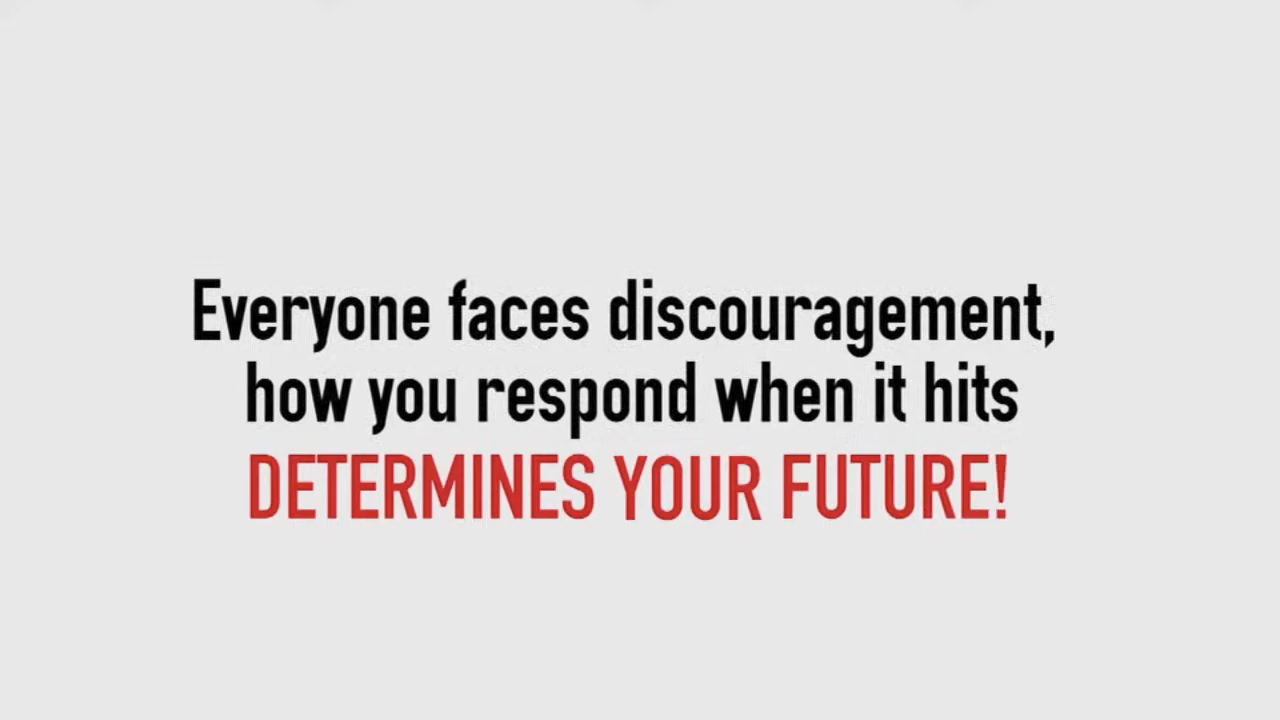 Everyone faces discouragement,
how you respond when it hits
DETERMINES YOUR FUTURE!